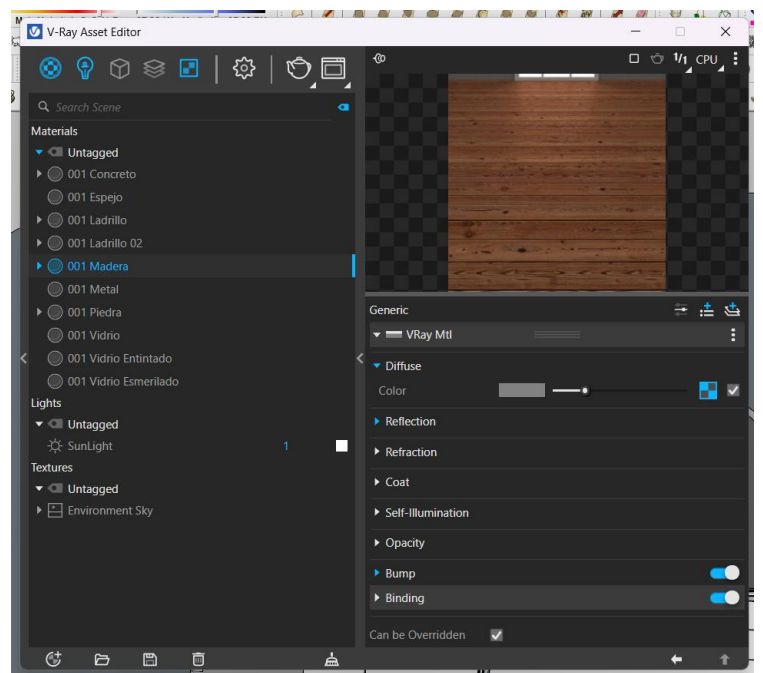 V-Ray Asset Editor
1/1 CPU
Search Scene
Materials
Untagged
001 Concreto
001 Espejo
001 Ladrillo
001 Ladrillo 02
001 Madera
001 Metal
001 Piedra
001 Vidrio
001 Vidrio Entintado
001 Vidrio Esmerilado
Lights
Untagged
SunLight 1
Textures
Untagged
Environment Sky
Generic
VRay Mtl
Diffuse
Color
Reflection
Refraction
Coat
Self-Illumination
Opacity
Bump
Binding
Can be Overridden